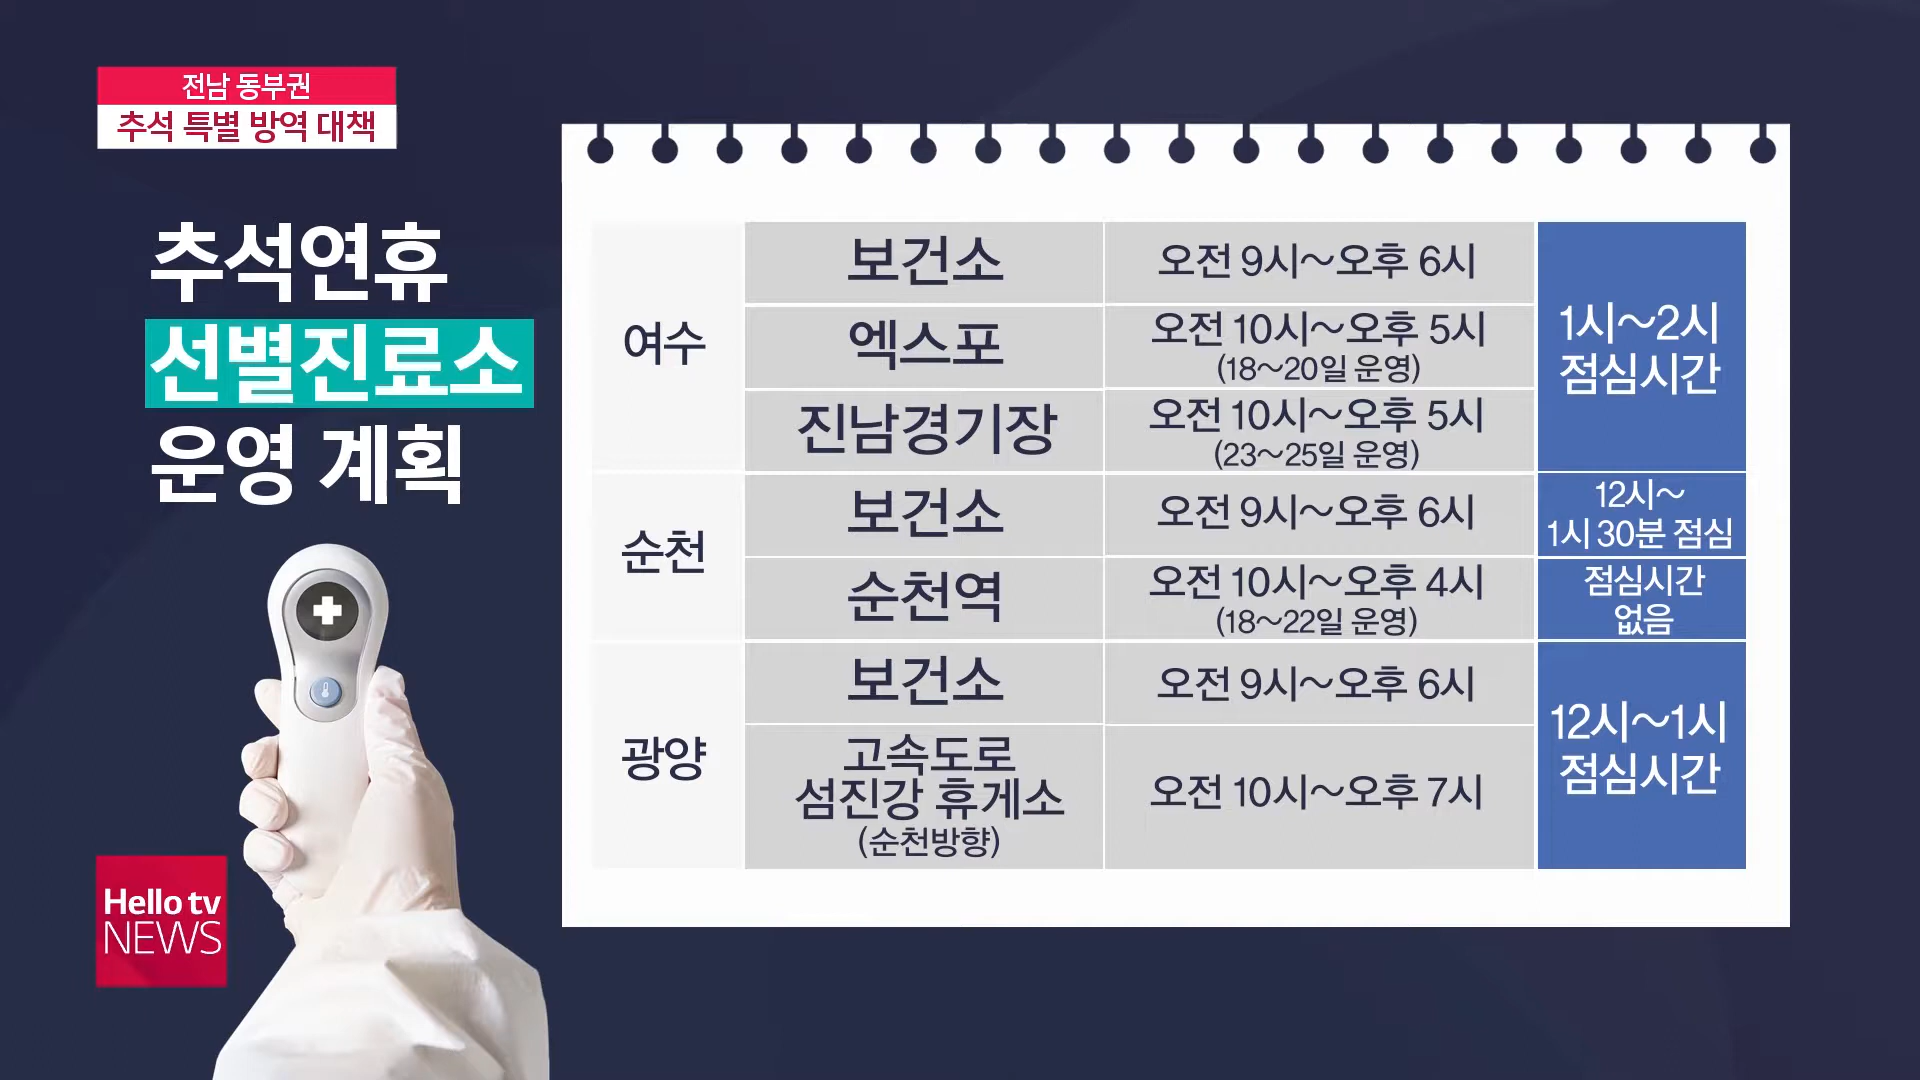 전남 동부권
추석 특별 방역 대책
추석연휴
선별진료소
운영 계획
여수
보건소
오전 9시~오후 6시
엑스포
오전 10시~오후 5시
(18~20일 운영)
진남경기장
오전 10시~오후 5시
(23~25일 운영)
1시~2시
점심시간
순천
보건소
오전 9시~오후 6시
12시~
1시 30분 점심
순천역
오전 10시~오후 4시
(18~22일 운영)
점심시간
없음
광양
보건소
오전 9시~오후 6시
고속도로
섬진강 휴게소
(순천방향)
오전 10시~오후 7시
12시~1시
점심시간
Hello tv
NEWS